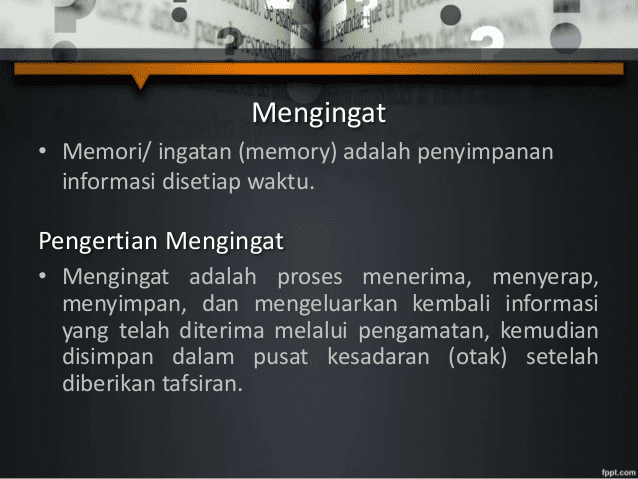 Mengingat
• Memori/ ingatan (memory) adalah penyimpanan
informasi disetiap waktu.
Pengertian Mengingat
• Mengingat adalah proses menerima, menyerap,
menyimpan, dan mengeluarkan kembali informasi
yang telah diterima melalui pengamatan, kemudian
disimpan dalam pusat kesadaran (otak) setelah
diberikan tafsiran.
fppt.com